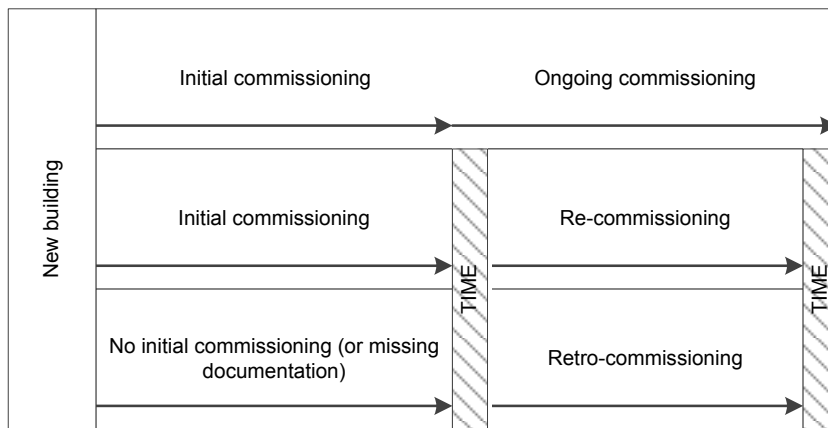 New building
Initial commissioning
Ongoing commissioning
Initial commissioning
TIME
Re-commissioning
TIME
No initial commissioning (or missing
documentation)
Retro-commissioning